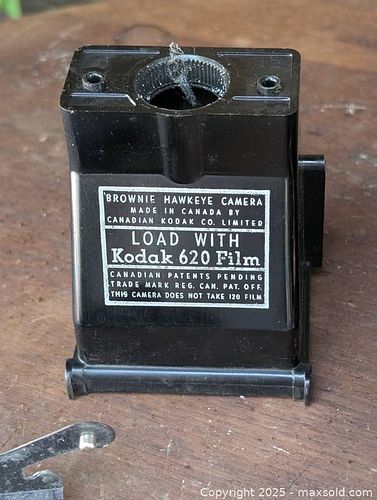 BROWNIE HAWKEYE CAMERA
MADE IN CANADA BY
CANADIAN KODAK CO. LIMITED
LOAD WITH
Kodak 620 Film
CANADIAN PATENTS PENDING
TRADE MARK REG. CAN. PAT. OFF.
THIS CAMERA DOES NOT TAKE 120 FILM
Copyright © 2025 - maxsold.com